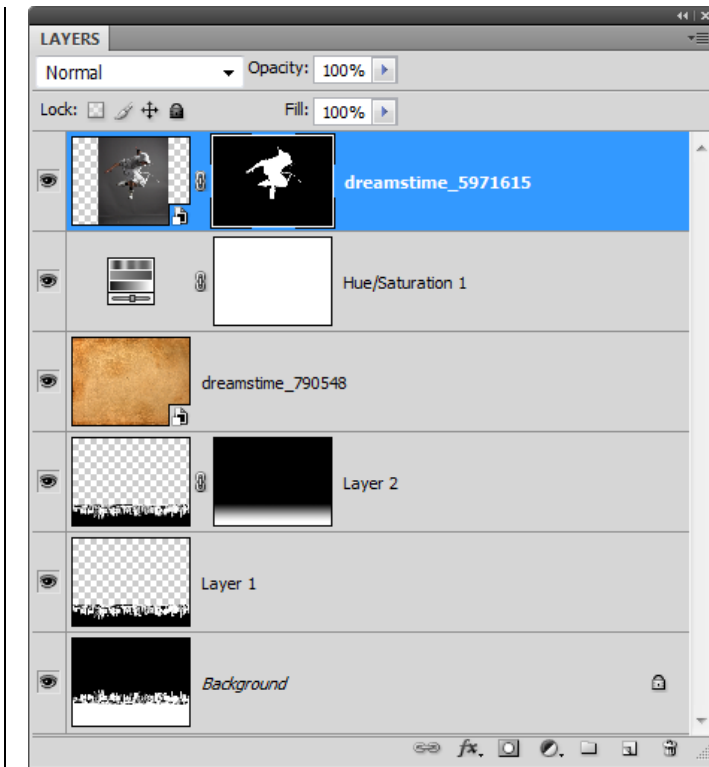 LAYERS
Normal Opacity: 100%
Lock: Fill: 100%
dreamstime_5971615
Hue/Saturation 1
dreamstime_790548
Layer 2
Layer 1
Background
fx.